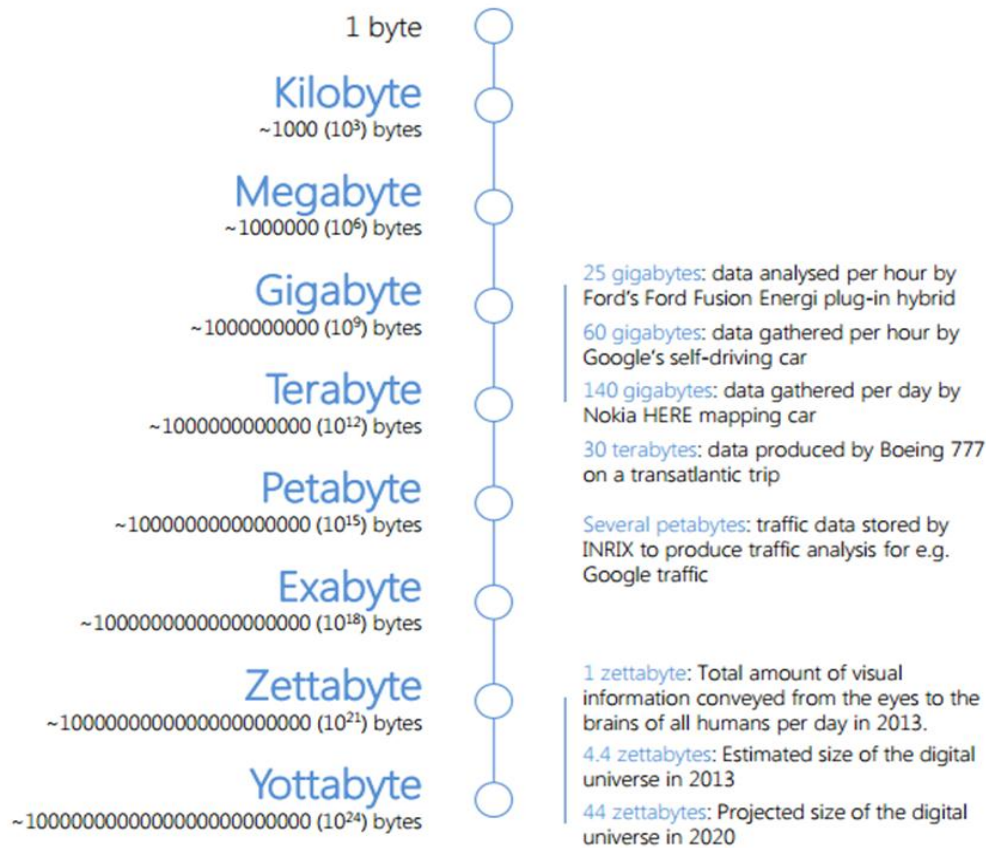 1 byte
Kilobyte
~1000 (10³) bytes
Megabyte
~1000000 (10⁶) bytes
Gigabyte
~1000000000 (10⁹) bytes
Terabyte
~1000000000000 (10¹²) bytes
Petabyte
~1000000000000000 (10¹⁵) bytes
Exabyte
~1000000000000000000 (10¹⁸) bytes
Zettabyte
~1000000000000000000000 (10²¹) bytes
Yottabyte
~1000000000000000000000000 (10²⁴) bytes
25 gigabytes: data analysed per hour by
Ford's Ford Fusion Energi plug-in hybrid
60 gigabytes: data gathered per hour by
Google's self-driving car
140 gigabytes: data gathered per day by
Nokia HERE mapping car
30 terabytes: data produced by Boeing 777
on a transatlantic trip
Several petabytes: traffic data stored by
INRIX to produce traffic analysis for e.g.
Google traffic
1 zettabyte: Total amount of visual
information conveyed from the eyes to the
brains of all humans per day in 2013.
4.4 zettabytes: Estimated size of the digital
universe in 2013
44 zettabytes: Projected size of the digital
universe in 2020